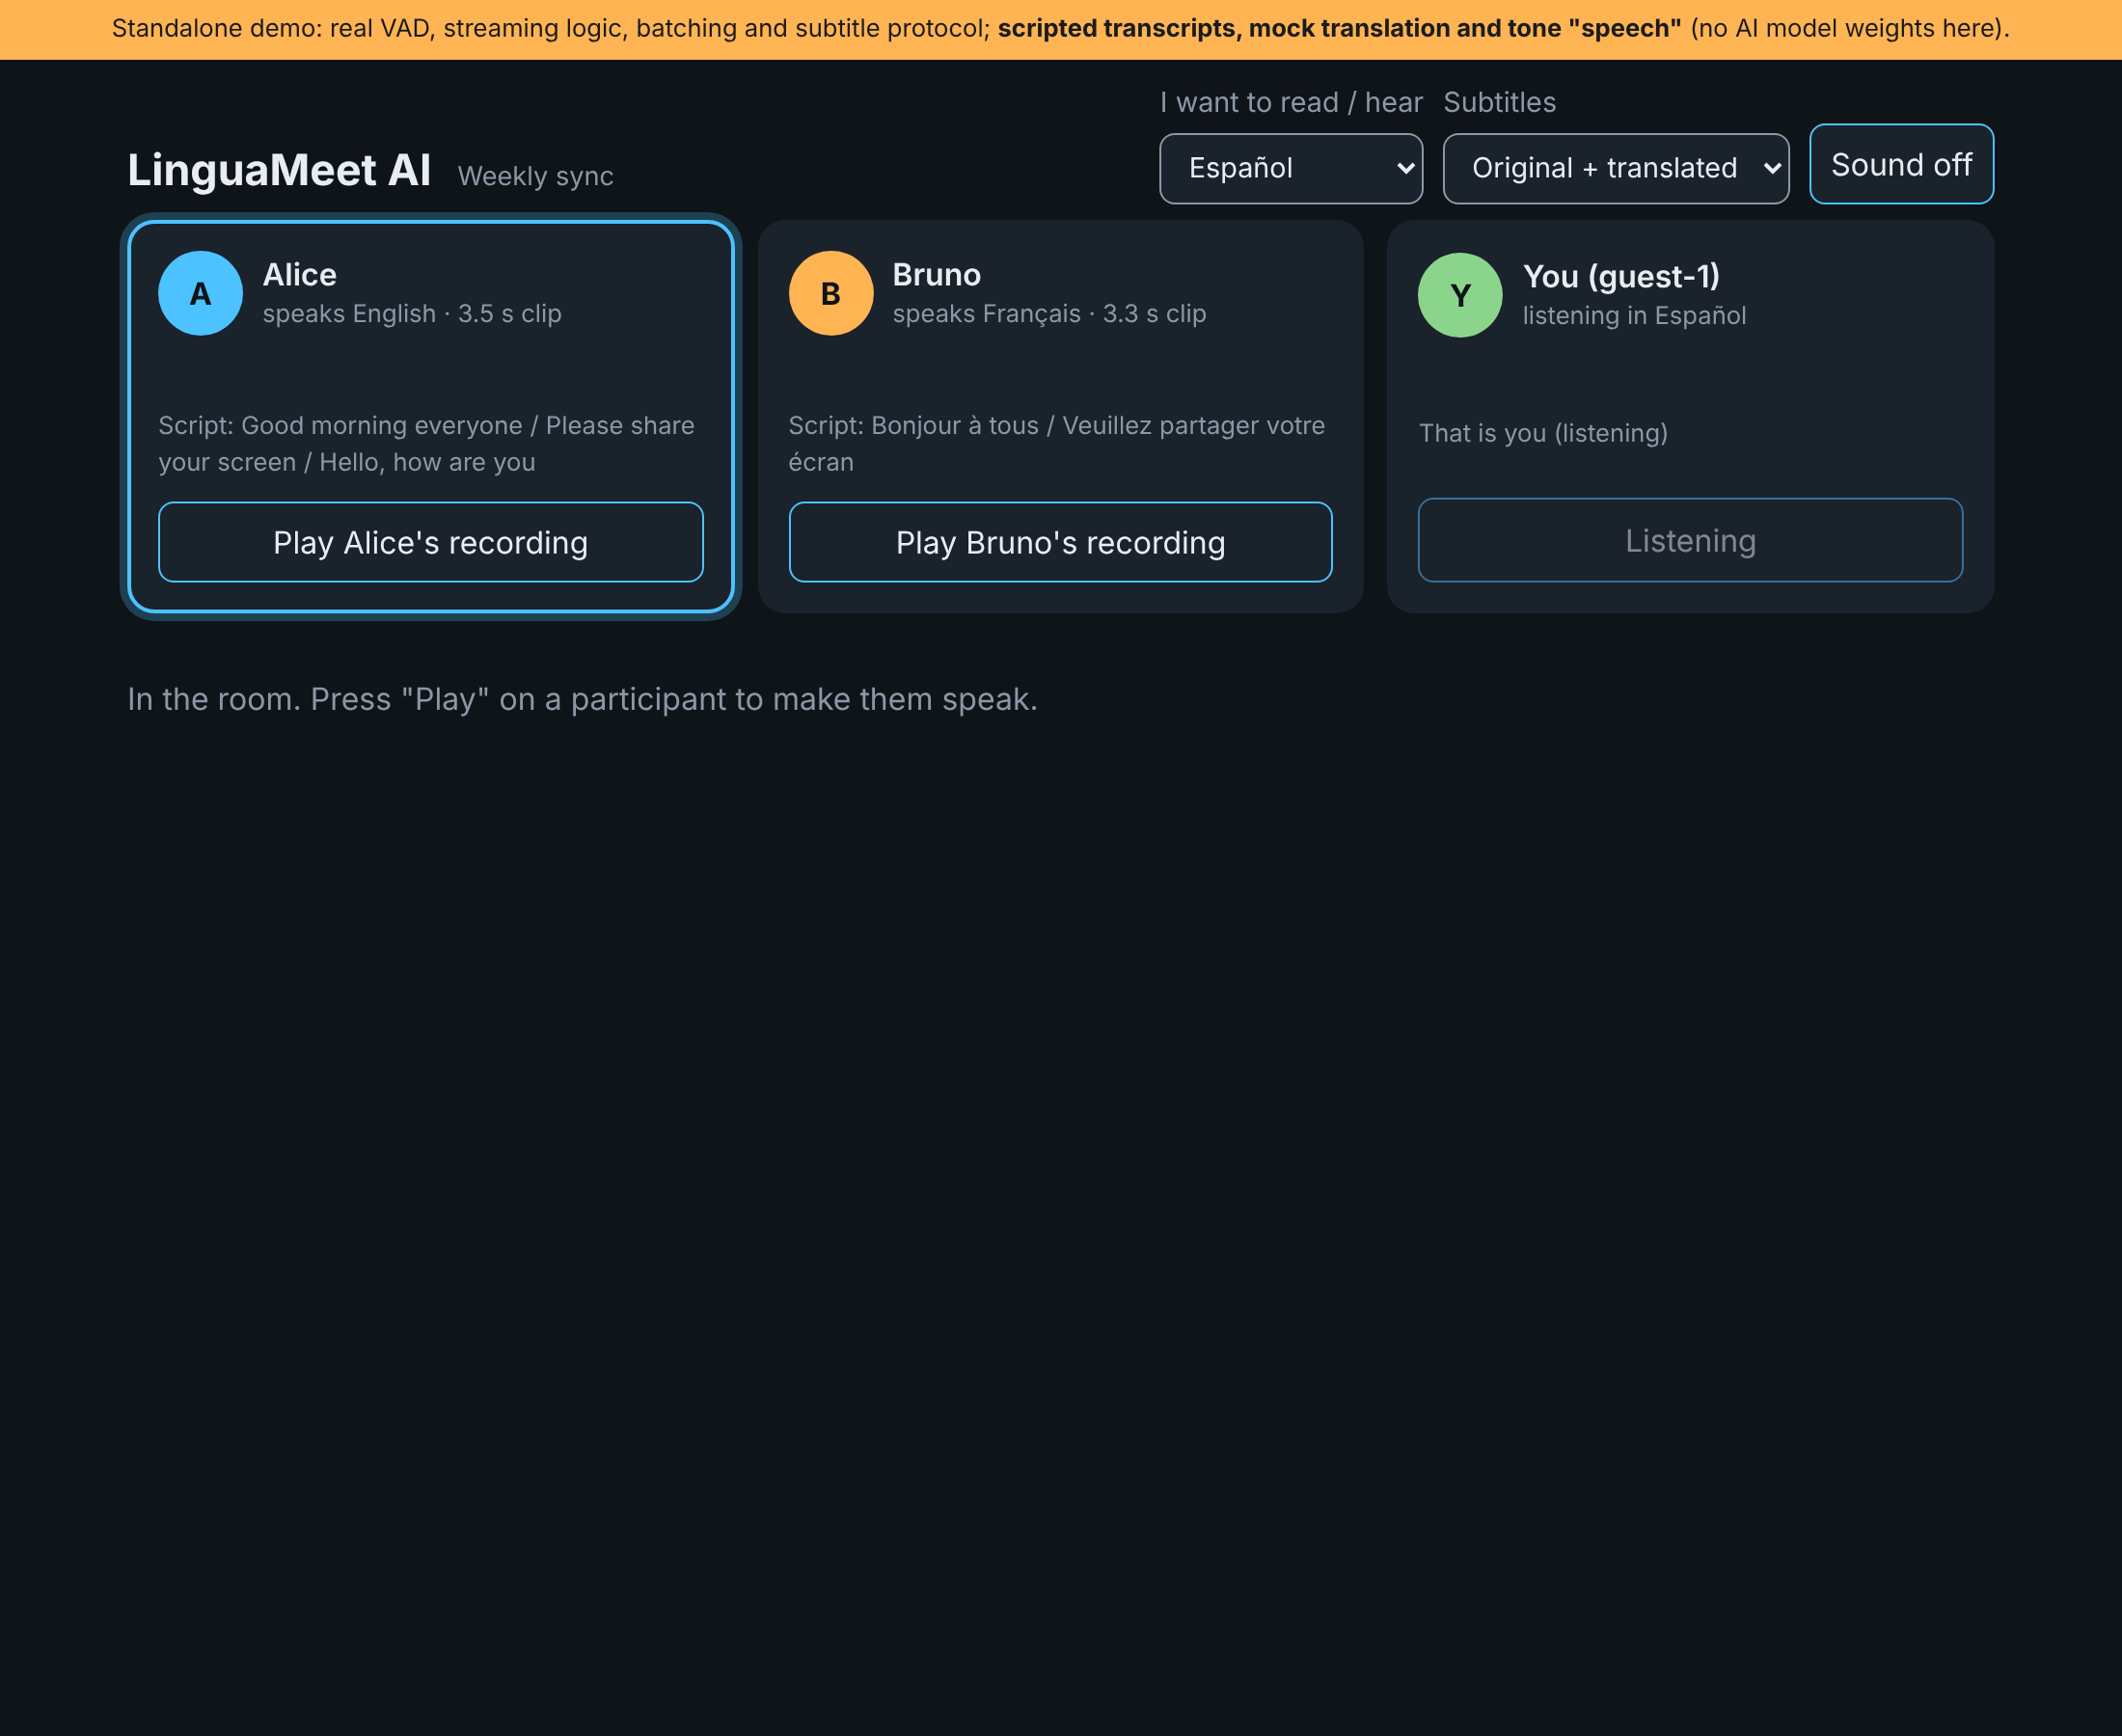 Standalone demo: real VAD, streaming logic, batching and subtitle protocol; scripted transcripts, mock translation and tone "speech" (no AI model weights here).
I want to read / hear
Subtitles
LinguaMeet AI
Weekly sync
Español
Original + translated
Sound off
A
Alice
speaks English · 3.5 s clip
Script: Good morning everyone / Please share
your screen / Hello, how are you
Play Alice's recording
B
Bruno
speaks Français · 3.3 s clip
Script: Bonjour à tous / Veuillez partager votre
écran
Play Bruno's recording
Y
You (guest-1)
listening in Español
That is you (listening)
Listening
In the room. Press "Play" on a participant to make them speak.